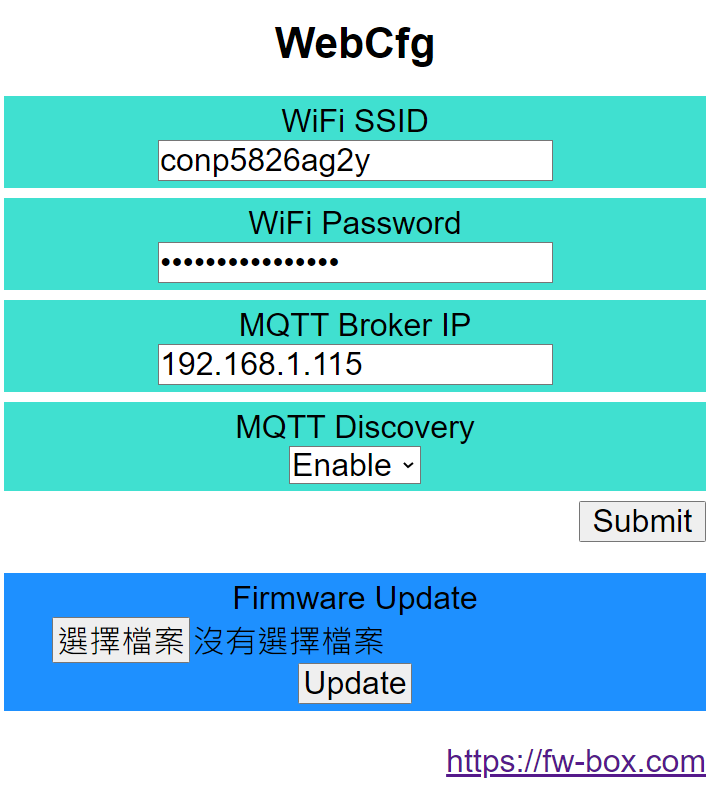 WebCfg
WiFi SSID
conp5826ag2y
WiFi Password
••••••••••••••••
MQTT Broker IP
192.168.1.115
MQTT Discovery
Enable
Submit
Firmware Update
選擇檔案 沒有選擇檔案
Update
https://fw-box.com